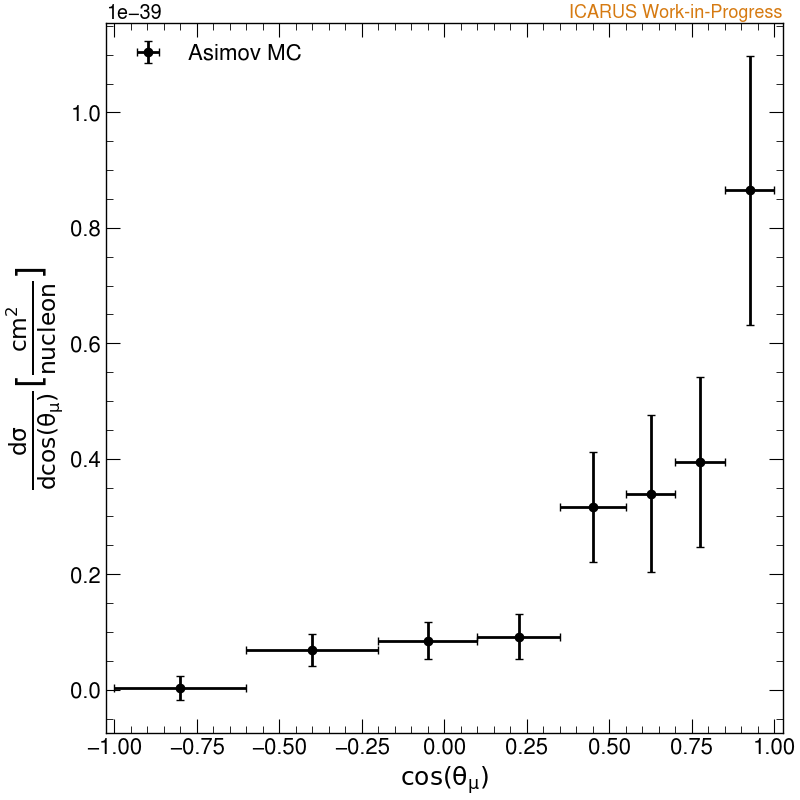 1e−39
ICARUS Work-in-Progress
Asimov MC
1.0
0.8
0.6
0.4
0.2
0.0
dσ/dcos(θμ) [cm²/nucleon]
−1.00 −0.75 −0.50 −0.25 0.00 0.25 0.50 0.75 1.00
cos(θμ)